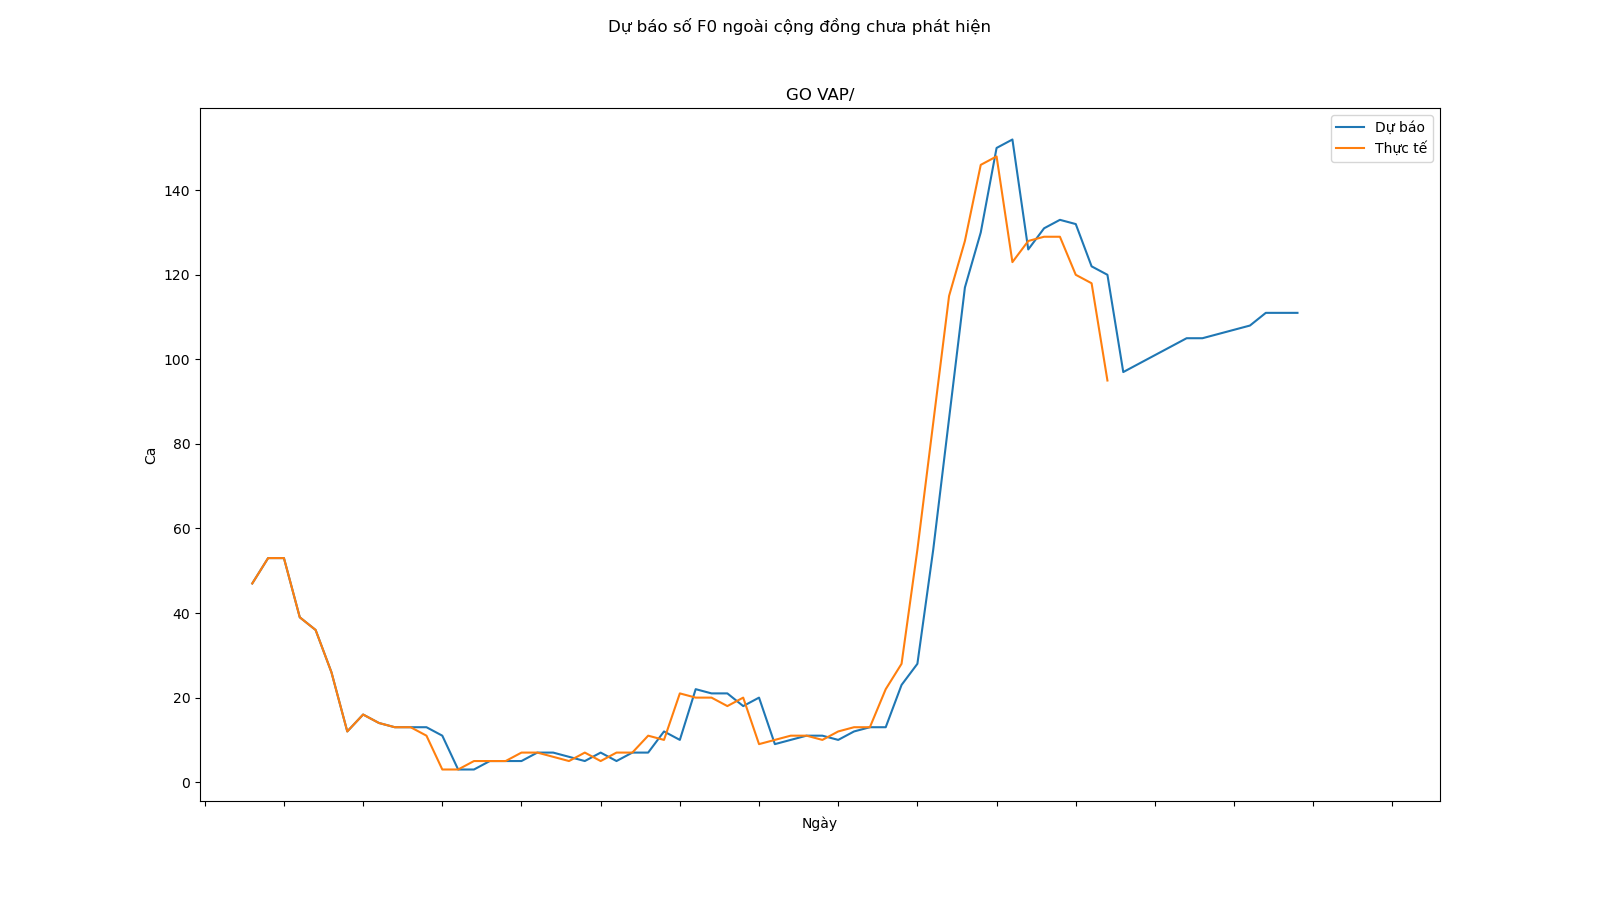 Dự báo số F0 ngoài cộng đồng chưa phát hiện
GO VAP/
Dự báo
Thực tế
140
120
100
80
60
40
20
0
Ca
Ngày